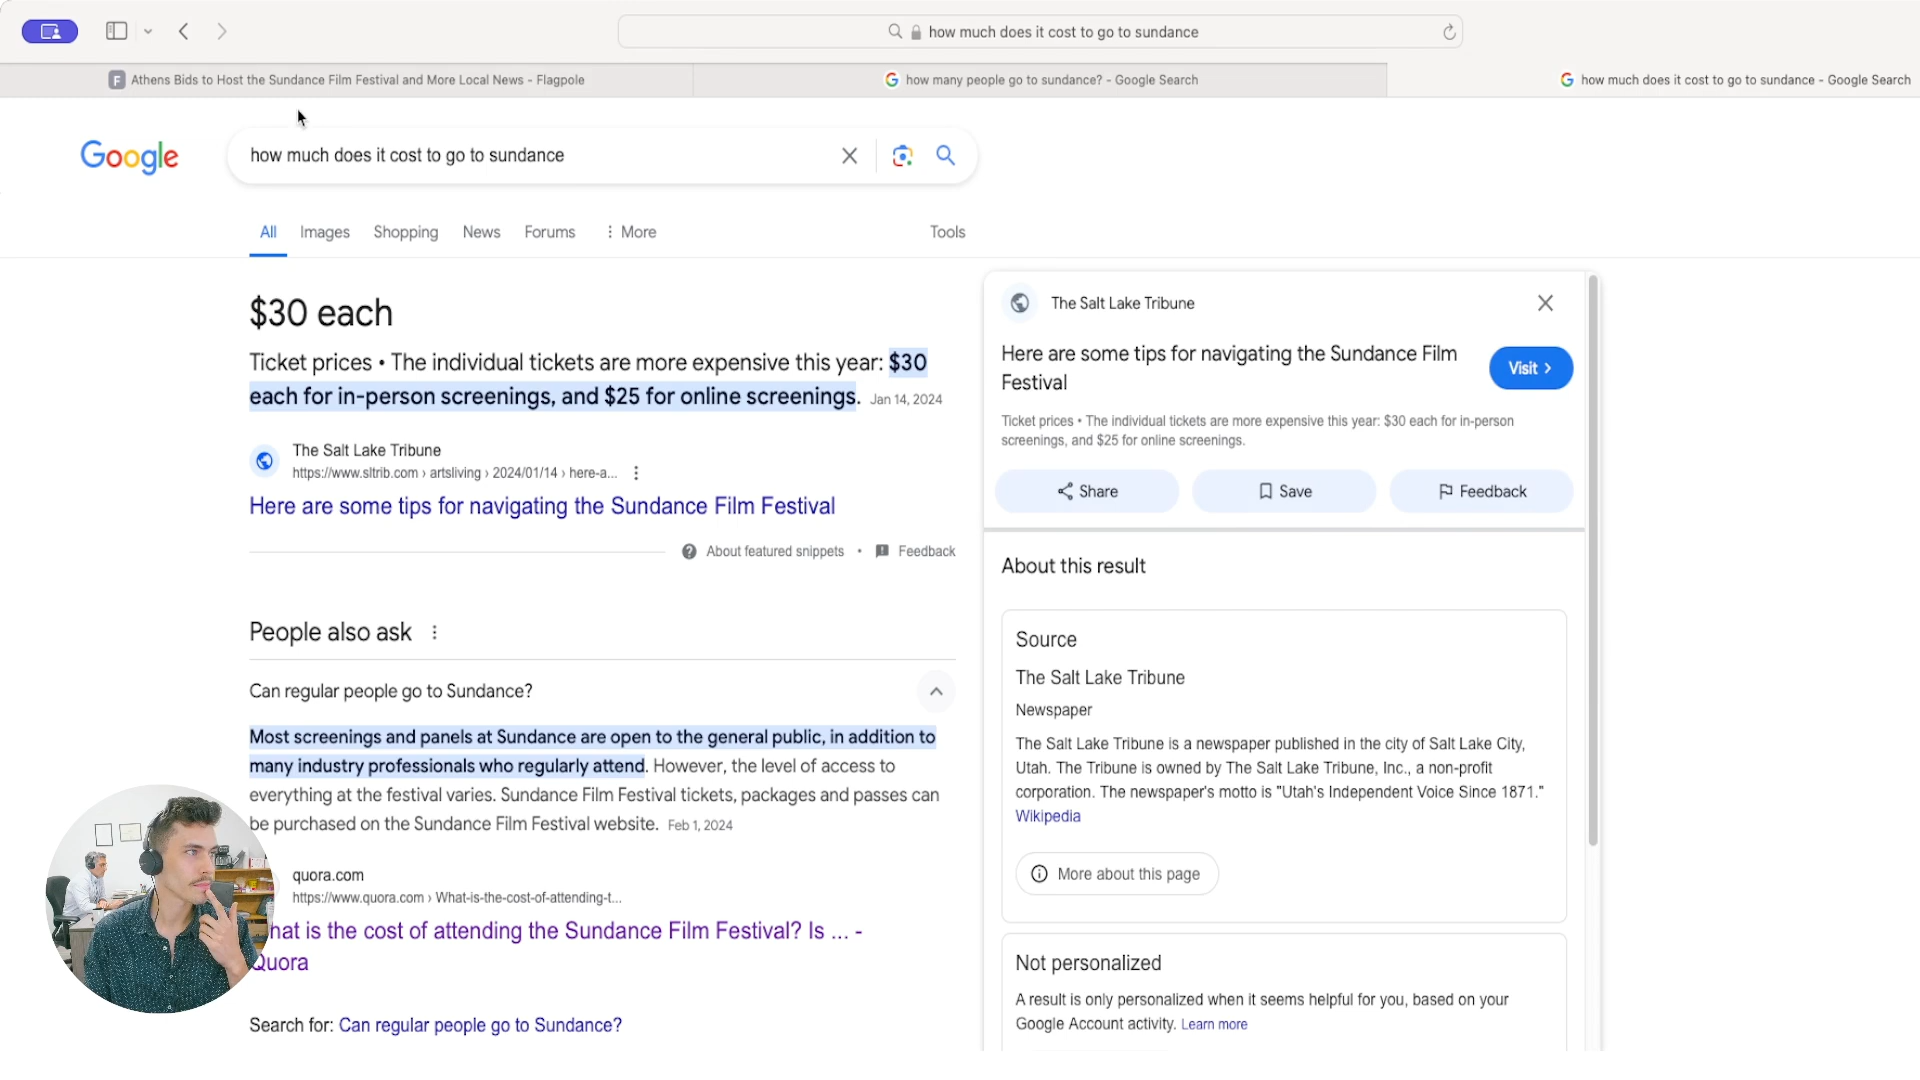 how much does it cost to go to sundance
F Athens Bids to Host the Sundance Film Festival and More Local News - Flagpole
how many people go to sundance? - Google Search
how much does it cost to go to sundance - Google Search
Google
how much does it cost to go to sundance
All Images Shopping News Forums More Tools
$30 each
Ticket prices • The individual tickets are more expensive this year: $30
each for in-person screenings, and $25 for online screenings. Jan 14, 2024
The Salt Lake Tribune
https://www.sltrib.com › artsliving › 2024/01/14 › here-a...
Here are some tips for navigating the Sundance Film Festival
About featured snippets • Feedback
People also ask
Can regular people go to Sundance?
Most screenings and panels at Sundance are open to the general public, in addition to
many industry professionals who regularly attend. However, the level of access to
everything at the festival varies. Sundance Film Festival tickets, packages and passes can
be purchased on the Sundance Film Festival website. Feb 1, 2024
quora.com
https://www.quora.com › What-is-the-cost-of-attending-t...
hat is the cost of attending the Sundance Film Festival? Is ... -
Quora
Search for: Can regular people go to Sundance?
The Salt Lake Tribune
Here are some tips for navigating the Sundance Film
Festival
Visit ›
Ticket prices • The individual tickets are more expensive this year: $30 each for in-person
screenings, and $25 for online screenings.
Share Save Feedback
About this result
Source
The Salt Lake Tribune
Newspaper
The Salt Lake Tribune is a newspaper published in the city of Salt Lake City,
Utah. The Tribune is owned by The Salt Lake Tribune, Inc., a non-profit
corporation. The newspaper's motto is "Utah's Independent Voice Since 1871."
Wikipedia
More about this page
Not personalized
A result is only personalized when it seems helpful for you, based on your
Google Account activity. Learn more